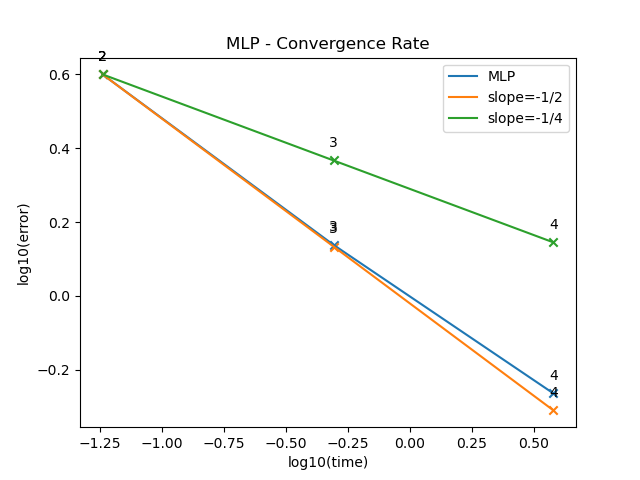 MLP - Convergence Rate
2
0.6
MLP
slope=-1/2
slope=-1/4
3
0.4
4
3
3
0.2
log10(error)
0.0
4
4
−0.2
−1.25 −1.00 −0.75 −0.50 −0.25 0.00 0.25 0.50
log10(time)